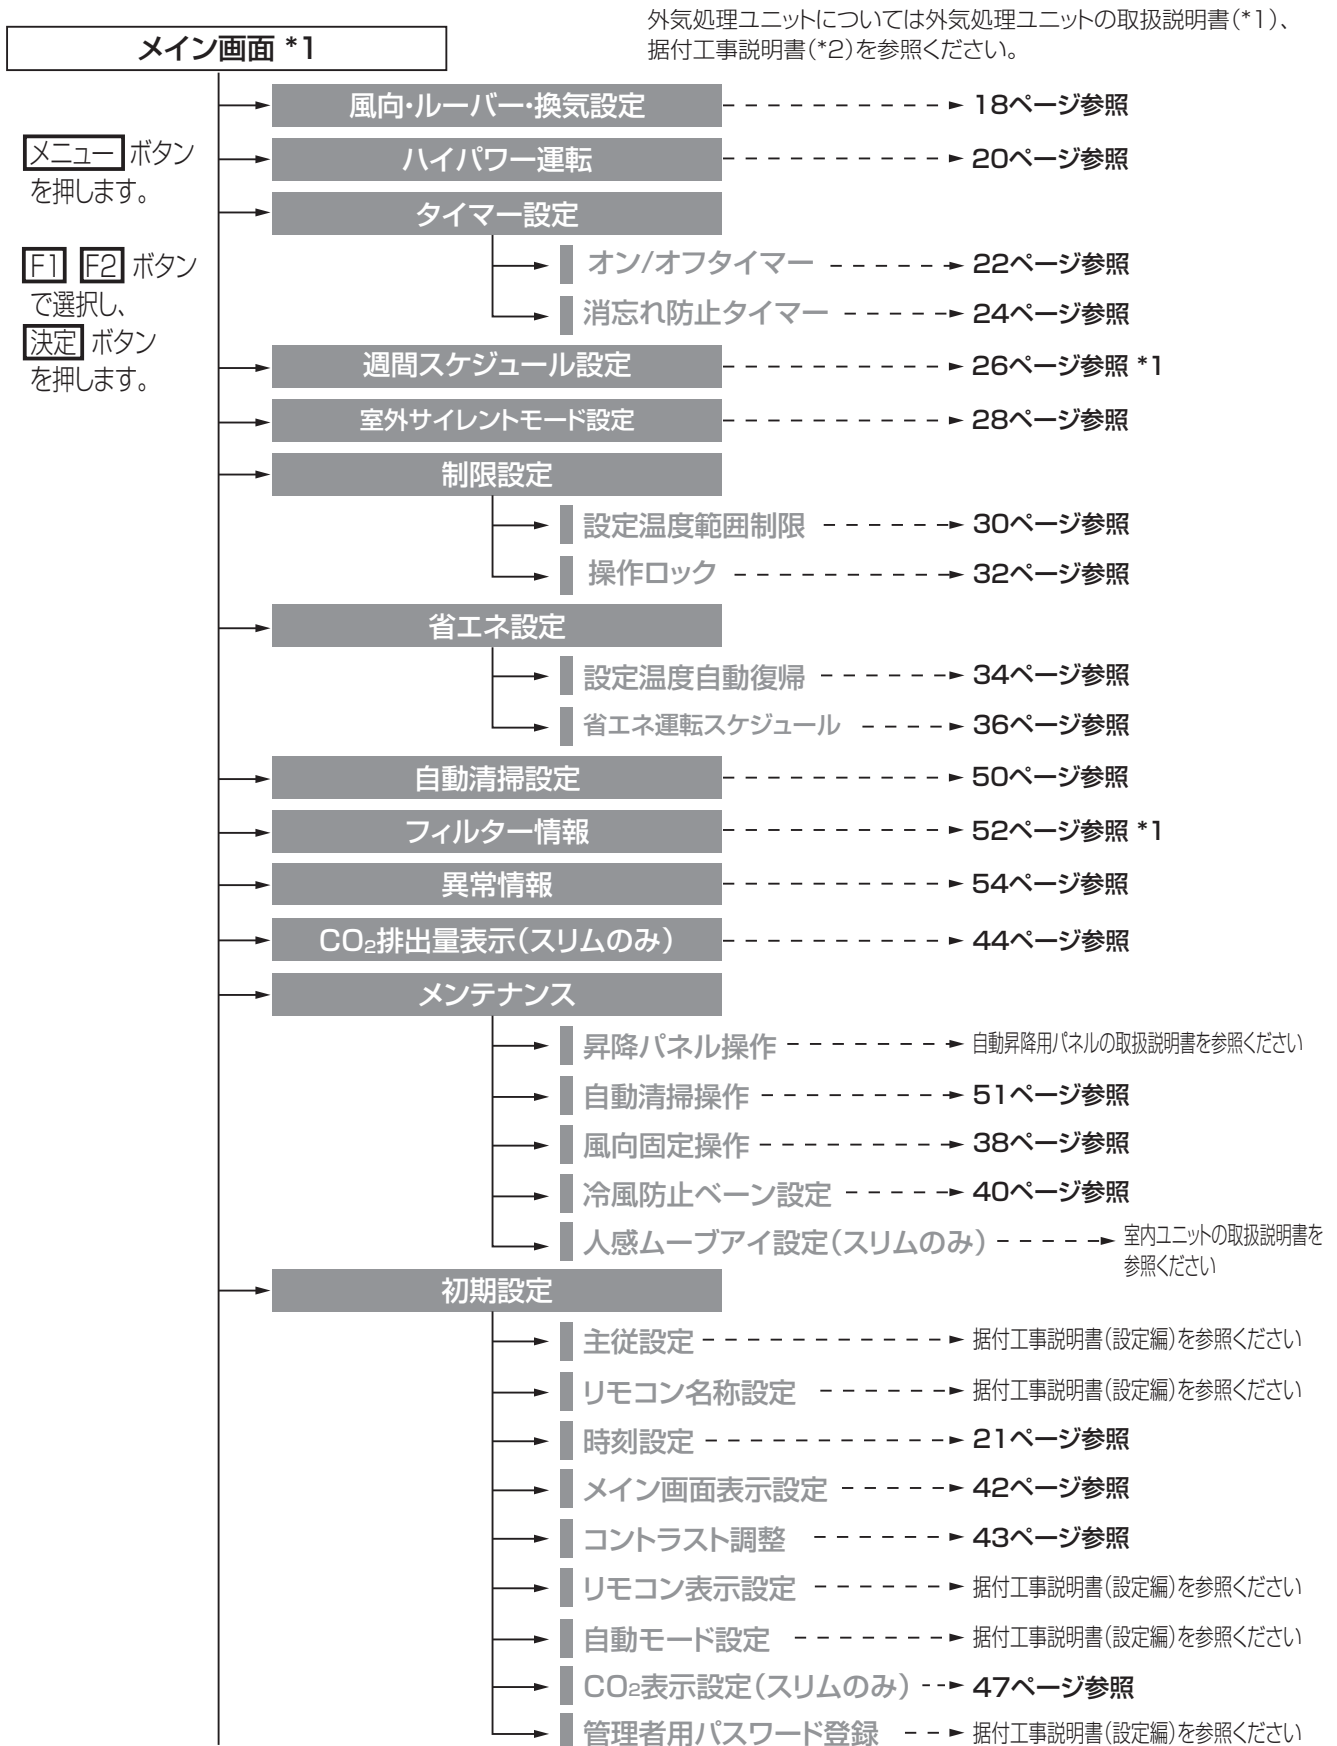 外気処理ユニットについては外気処理ユニットの取扱説明書(*1)、
据付工事説明書(*2)を参照ください。
メイン画面 *1
メニュー ボタン
を押します。
F1 F2 ボタン
で選択し、
決定 ボタン
を押します。
風向・ルーバー・換気設定 18ページ参照
ハイパワー運転 20ページ参照
タイマー設定
オン/オフタイマー 22ページ参照
消忘れ防止タイマー 24ページ参照
週間スケジュール設定 26ページ参照 *1
室外サイレントモード設定 28ページ参照
制限設定
設定温度範囲制限 30ページ参照
操作ロック 32ページ参照
省エネ設定
設定温度自動復帰 34ページ参照
省エネ運転スケジュール 36ページ参照
自動清掃設定 50ページ参照
フィルター情報 52ページ参照 *1
異常情報 54ページ参照
CO₂排出量表示(スリムのみ) 44ページ参照
メンテナンス
昇降パネル操作 自動昇降用パネルの取扱説明書を参照ください
自動清掃操作 51ページ参照
風向固定操作 38ページ参照
冷風防止ベーン設定 40ページ参照
人感ムーブアイ設定(スリムのみ) 室内ユニットの取扱説明書を
参照ください
初期設定
主従設定 据付工事説明書(設定編)を参照ください
リモコン名称設定 据付工事説明書(設定編)を参照ください
時刻設定 21ページ参照
メイン画面表示設定 42ページ参照
コントラスト調整 43ページ参照
リモコン表示設定 据付工事説明書(設定編)を参照ください
自動モード設定 据付工事説明書(設定編)を参照ください
CO₂表示設定(スリムのみ) 47ページ参照
管理者用パスワード登録 据付工事説明書(設定編)を参照ください